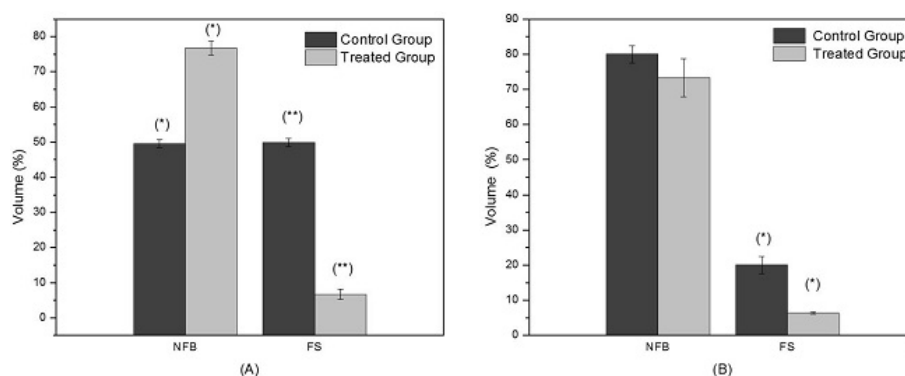 80
70
60
50
40
30
20
10
0
Volume (%)
(*)
(*)
(**)
(**)
Control Group
Treated Group
NFB
FS
(A)
90
80
70
60
50
40
30
20
10
0
Volume (%)
Control Group
Treated Group
(*)
(*)
NFB
FS
(B)